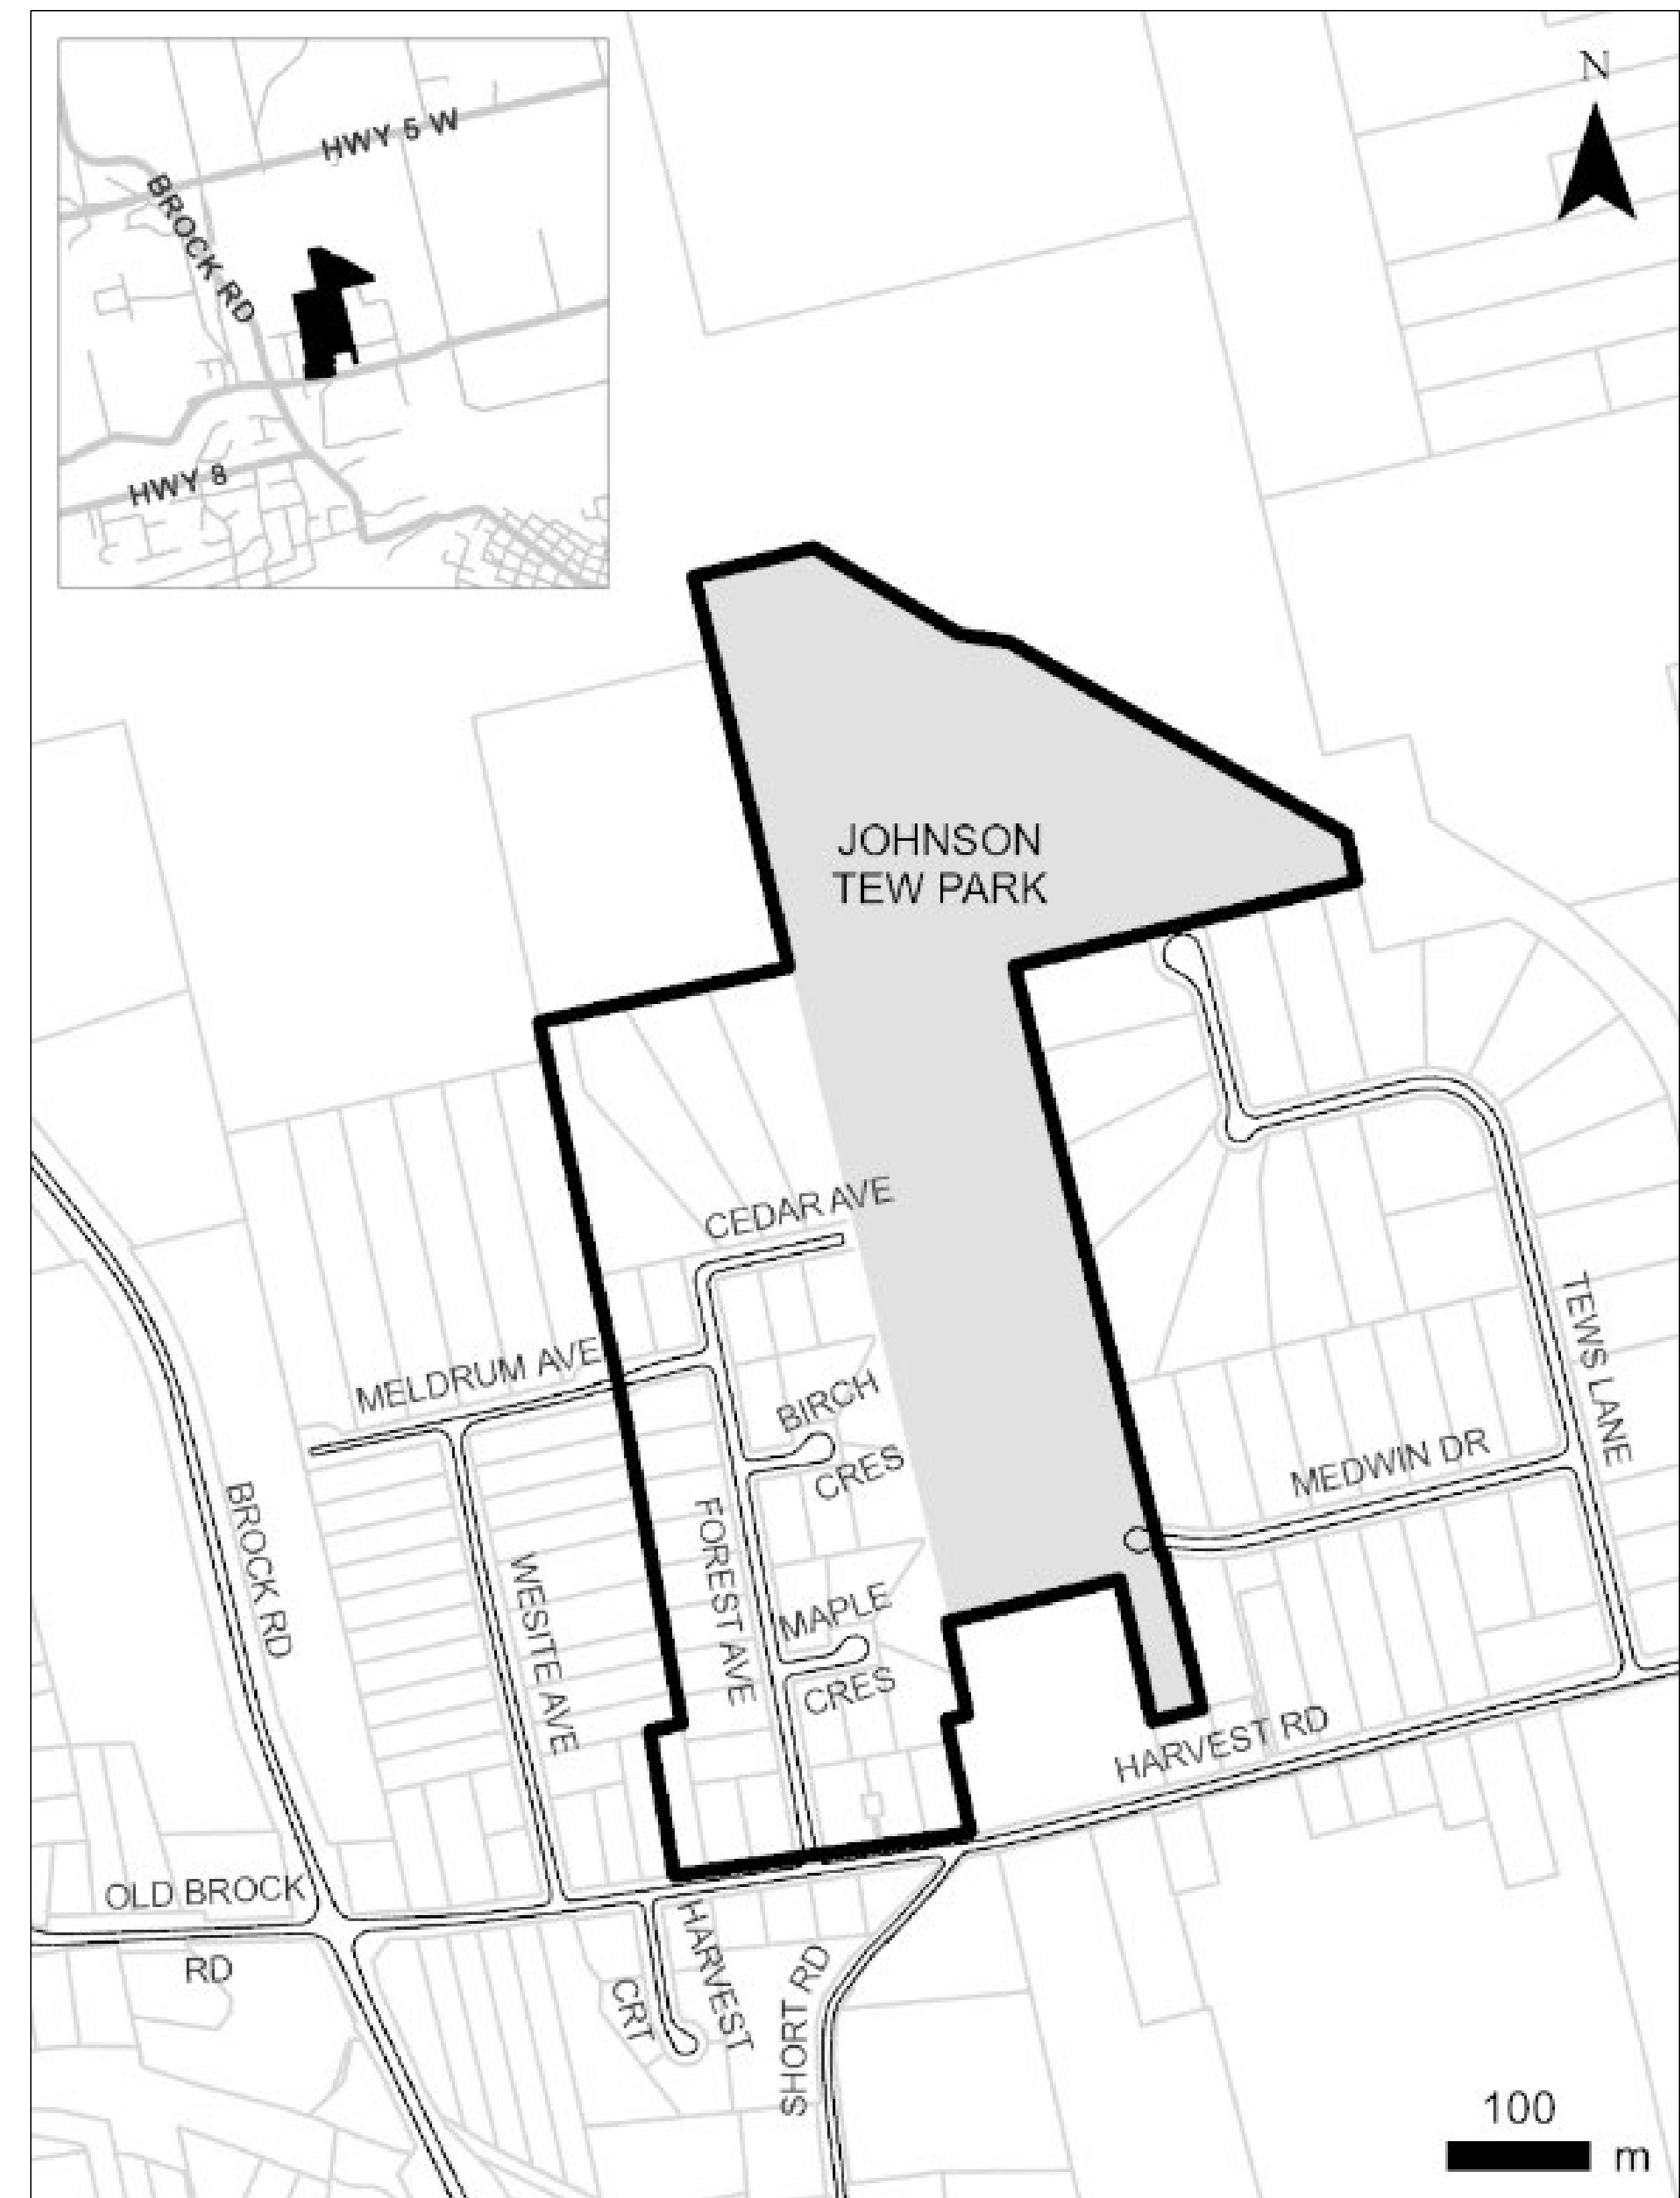 HWY 5 W
BROCK RD
HWY 8
N
JOHNSON
TEW PARK
CEDAR AVE
MELDRUM AVE
BIRCH
CRES
FOREST AVE
WESITE AVE
MAPLE
CRES
BROCK RD
TEWS LANE
MEDWIN DR
HARVEST RD
OLD BROCK
RD
HARVEST
CRT
SHORT RD
100
m